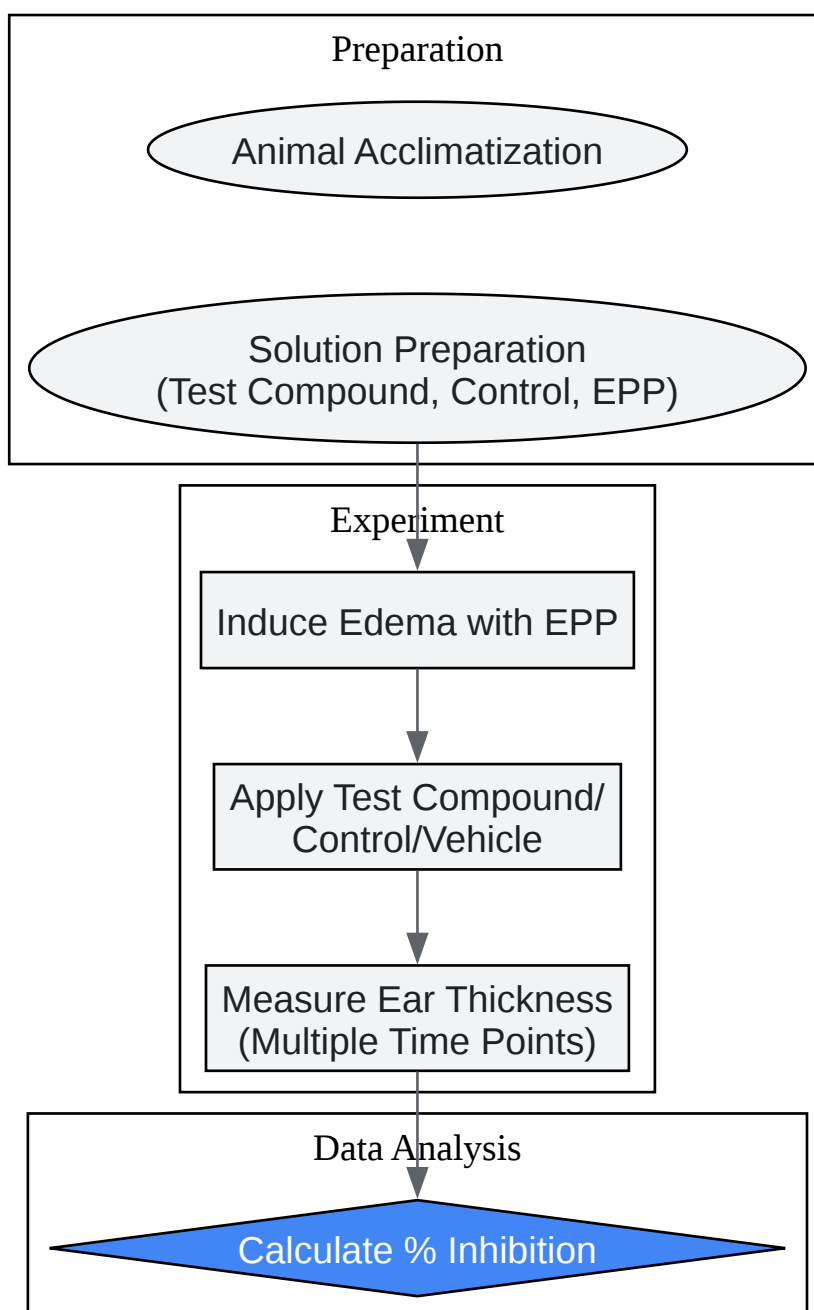 Preparation
Animal Acclimatization
Solution Preparation
(Test Compound, Control, EPP)
Experiment
Induce Edema with EPP
Apply Test Compound/
Control/Vehicle
Measure Ear Thickness
(Multiple Time Points)
Data Analysis
Calculate % Inhibition